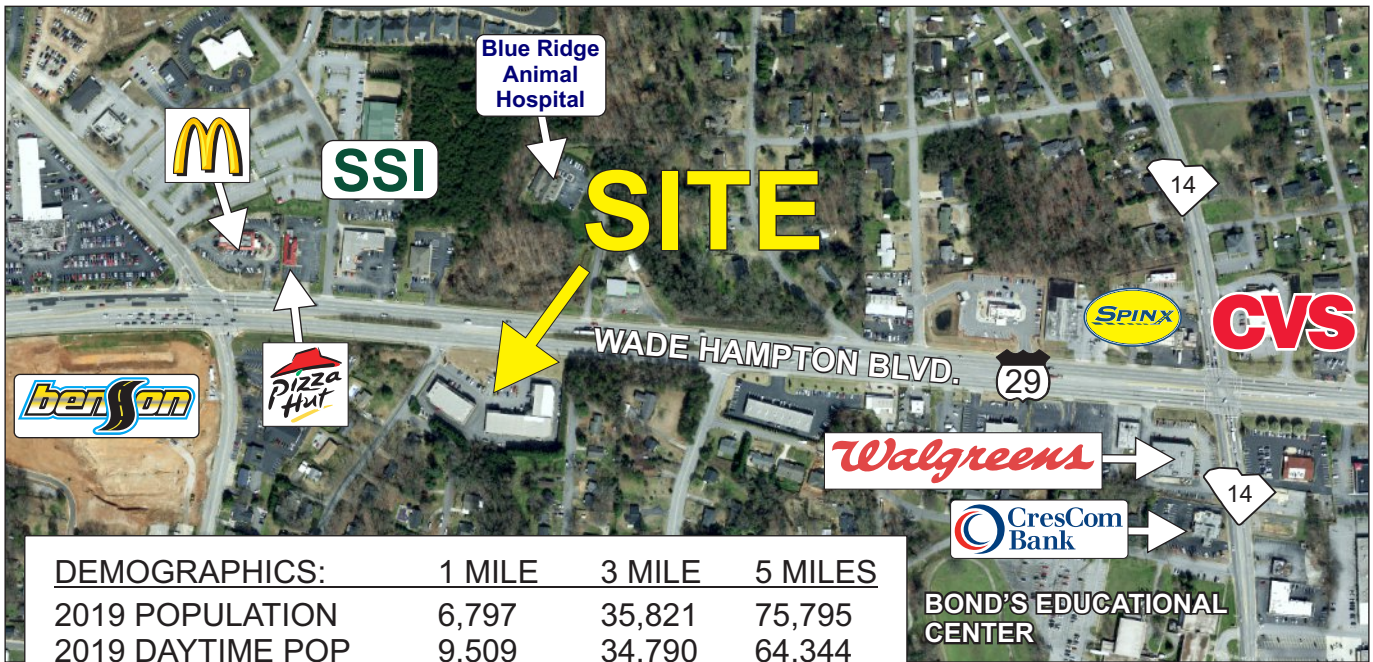 Blue Ridge
Animal
Hospital
M
SSI
SITE
14
SPINX
CVS
WADE HAMPTON BLVD.
29
benson
Pizza
Hut
Walgreens
14
CresCom
Bank
BOND'S EDUCATIONAL
CENTER
DEMOGRAPHICS: 1 MILE 3 MILE 5 MILES
2019 POPULATION 6,797 35,821 75,795
2019 DAYTIME POP 9,509 34,790 64,344